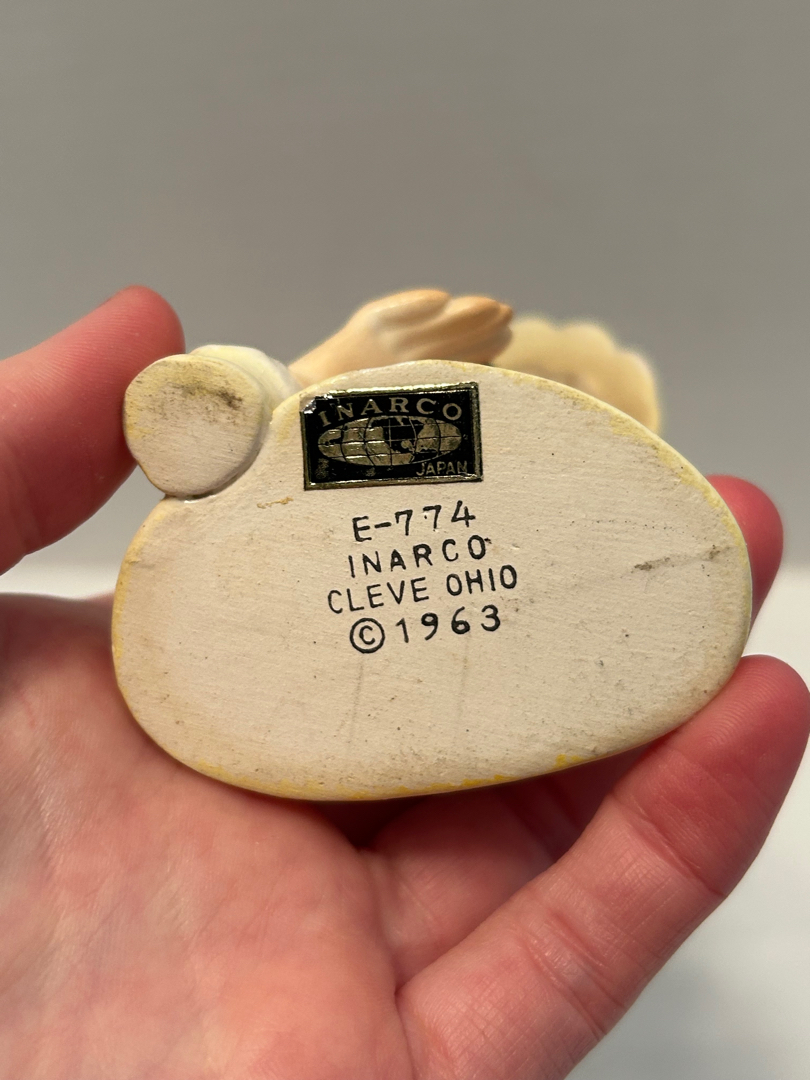 INARCO
JAPAN
E-774
INARCO
CLEVE OHIO
©1963